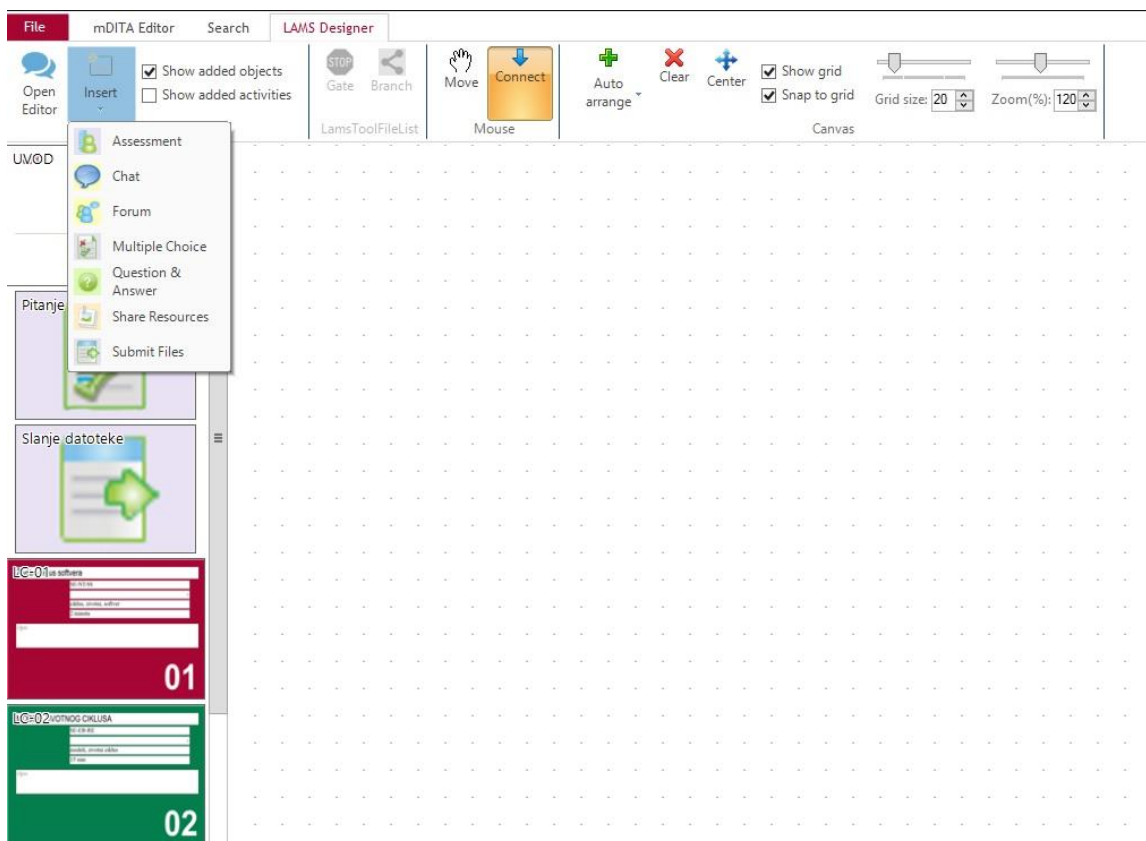 File mDITA Editor Search LAMS Designer
Open Editor
Insert
Show added objects
Show added activities
Gate Branch
LamsToolFileList
Move Connect
Mouse
Auto arrange
Clear
Center
Show grid
Snap to grid
Grid size: 20
Zoom(%): 120
Canvas
Assessment
Chat
Forum
Multiple Choice
Question &
Answer
Share Resources
Submit Files
Pitanje
Slanje datoteke
LC-01
01
LC-02
VOTNOG CIKLUSA
02